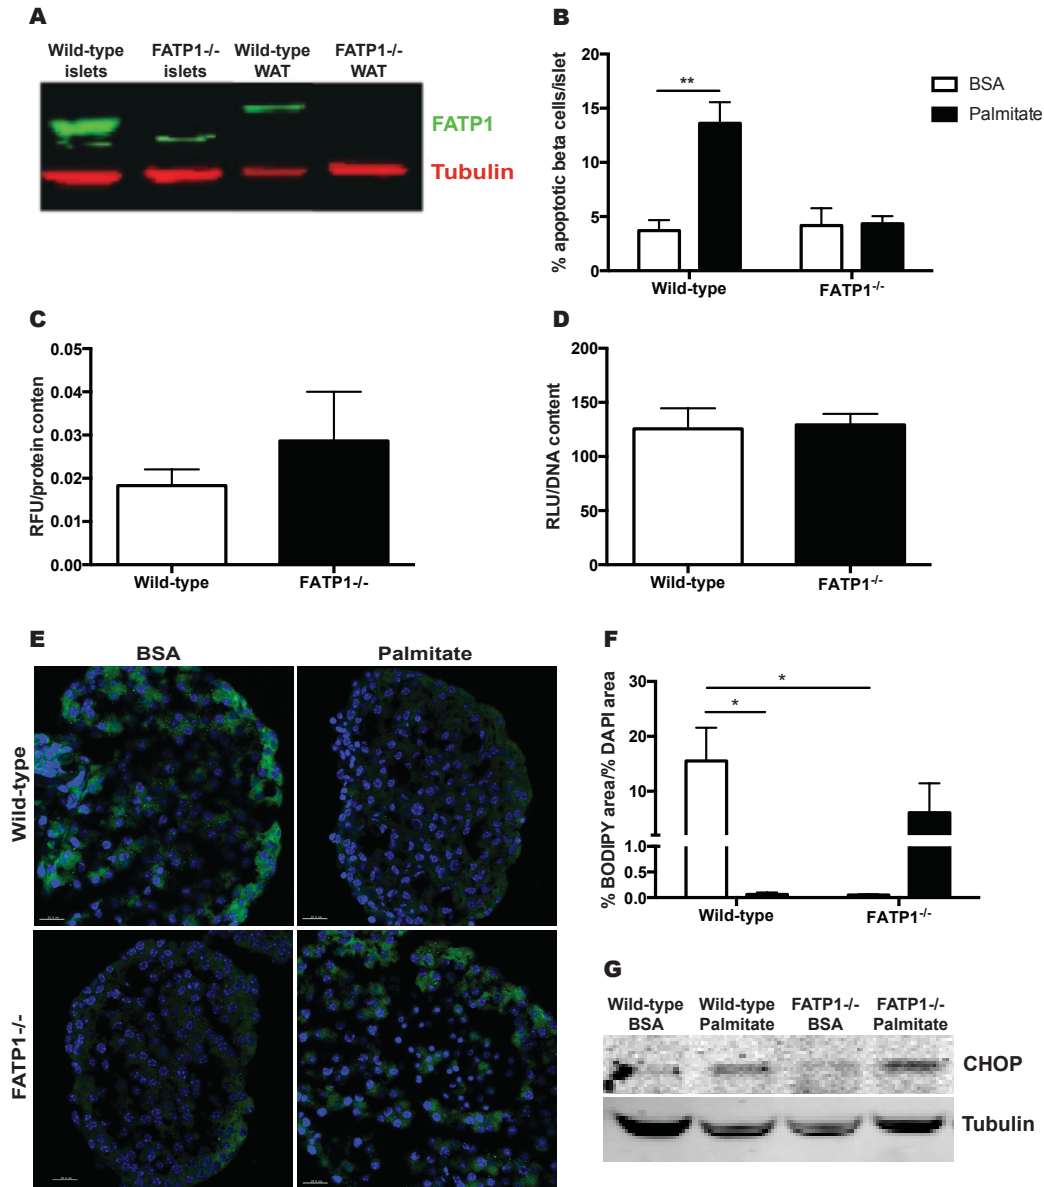 A
Wild-type FATP1-/- Wild-type FATP1-/-
islets islets WAT WAT
FATP1
Tubulin
B
% apoptotic beta cells/islet
20
15
10
5
0
**
Wild-type FATP1-/-
BSA
Palmitate
C
RFU/protein conten
0.05
0.04
0.03
0.02
0.01
0.00
Wild-type FATP1-/-
D
RLU/DNA content
200
150
100
50
0
Wild-type FATP1-/-
E
BSA Palmitate
Wild-type
FATP1-/-
F
% BODIPY area/% DAPI area
30
20
10
1.0
0.5
0.0
*
*
Wild-type FATP1-/-
G
Wild-type Wild-type FATP1-/- FATP1-/-
BSA Palmitate BSA Palmitate
CHOP
Tubulin